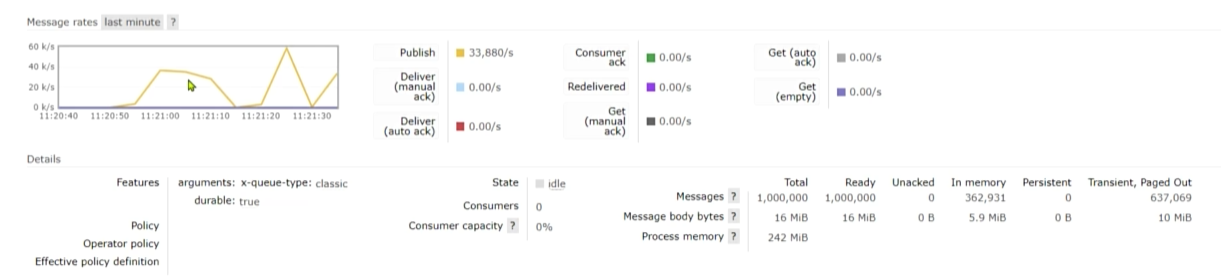 Message rates last minute ?
60 k/s
40 k/s
20 k/s
0 k/s
11:20:40 11:20:50 11:21:00 11:21:10 11:21:20 11:21:30
Publish 33,880/s
Deliver (manual ack) 0.00/s
Deliver (auto ack) 0.00/s
Consumer ack 0.00/s
Redelivered 0.00/s
Get (manual ack) 0.00/s
Get (auto ack) 0.00/s
Get (empty) 0.00/s
Details
Features arguments: x-queue-type: classic
durable: true
Policy
Operator policy
Effective policy definition
State idle
Consumers 0
Consumer capacity ? 0%
Total Ready Unacked In memory Persistent Transient, Paged Out
Messages ? 1,000,000 1,000,000 0 362,931 0 637,069
Message body bytes ? 16 MiB 16 MiB 0 B 5.9 MiB 0 B 10 MiB
Process memory ? 242 MiB